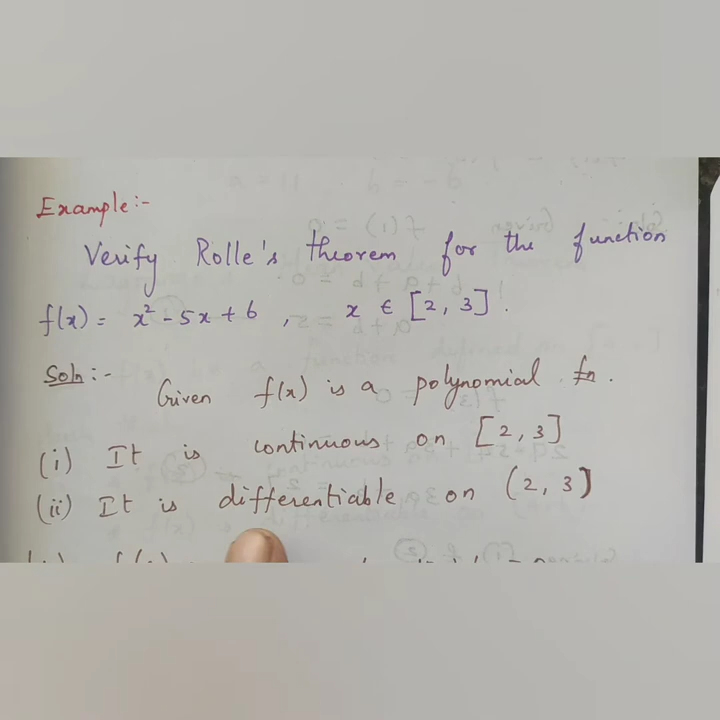 Example:-
Verify Rolle's theorem for the function
f(x) = x² - 5x + 6 , x ∈ [2, 3].
Soln:- Given f(x) is a polynomial fn.
(i) It is continuous on [2, 3]
(ii) It is differentiable on (2, 3)